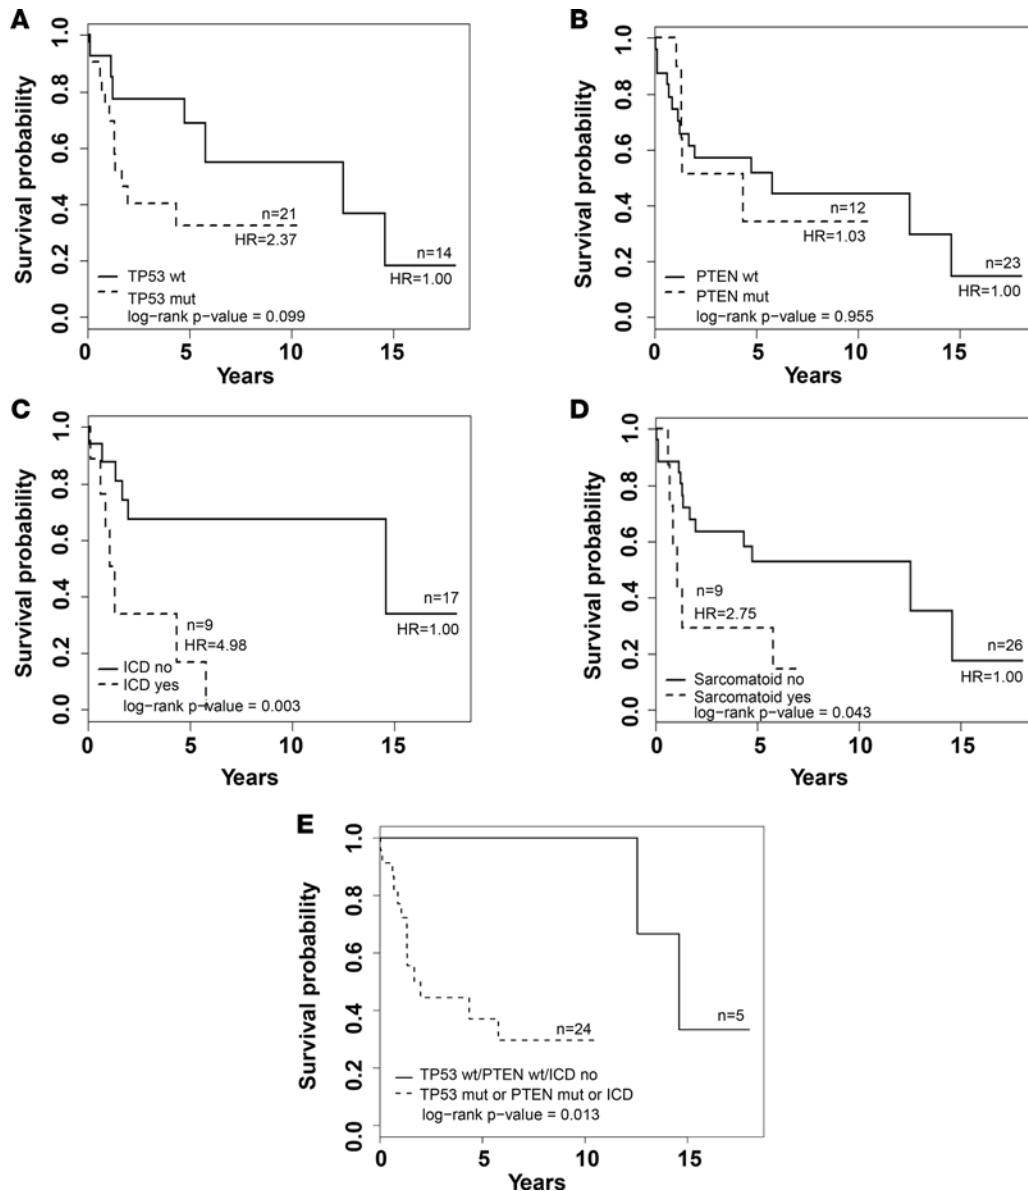 A
Survival probability
1.0
0.8
0.6
0.4
0.2
0.0
n=21
HR=2.37
n=14
HR=1.00
TP53 wt
TP53 mut
log-rank p-value = 0.099
0 5 10 15
Years
B
Survival probability
1.0
0.8
0.6
0.4
0.2
0.0
n=12
HR=1.03
n=23
HR=1.00
PTEN wt
PTEN mut
log-rank p-value = 0.955
0 5 10 15
Years
C
Survival probability
1.0
0.8
0.6
0.4
0.2
0.0
n=17
HR=1.00
n=9
HR=4.98
ICD no
ICD yes
log-rank p-value = 0.003
0 5 10 15
Years
D
Survival probability
1.0
0.8
0.6
0.4
0.2
0.0
n=9
HR=2.75
n=26
HR=1.00
Sarcomatoid no
Sarcomatoid yes
log-rank p-value = 0.043
0 5 10 15
Years
E
Survival probability
1.0
0.8
0.6
0.4
0.2
0.0
n=24
n=5
TP53 wt/PTEN wt/ICD no
TP53 mut or PTEN mut or ICD
log-rank p-value = 0.013
0 5 10 15
Years